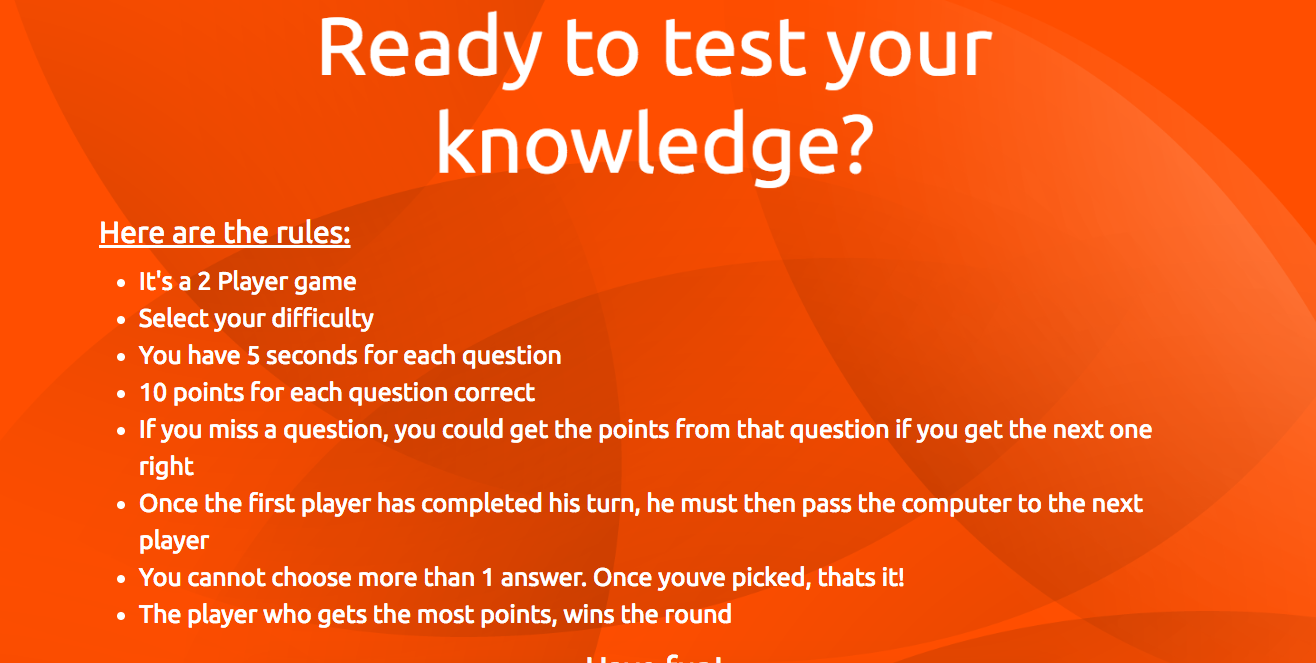 Ready to test your
knowledge?
Here are the rules:
It's a 2 Player game
Select your difficulty
You have 5 seconds for each question
10 points for each question correct
If you miss a question, you could get the points from that question if you get the next one
right
Once the first player has completed his turn, he must then pass the computer to the next
player
You cannot choose more than 1 answer. Once youve picked, thats it!
The player who gets the most points, wins the round
Have fun!